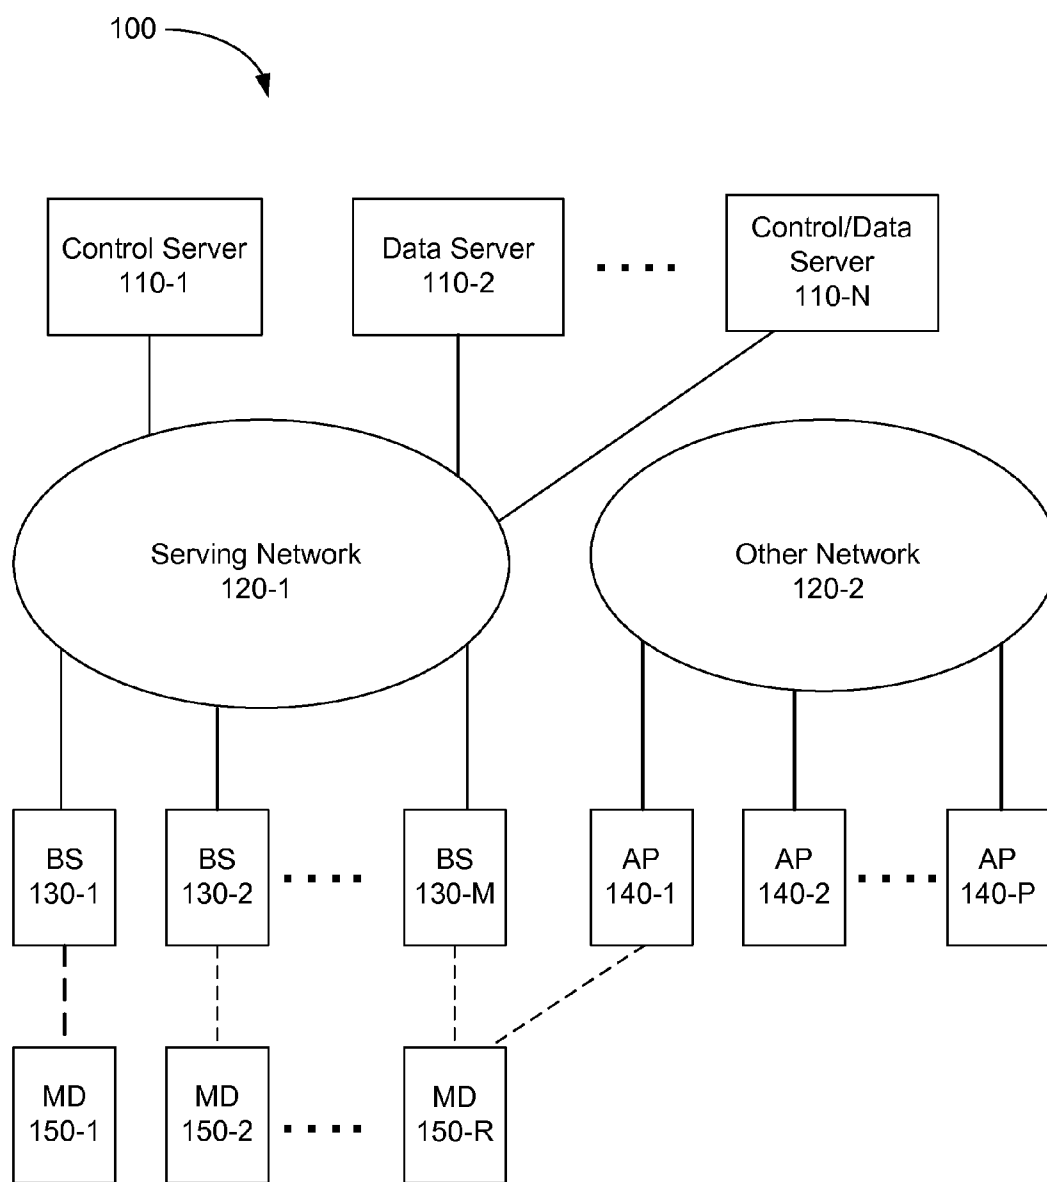 100
Control Server
110-1
Data Server
110-2
Control/Data
Server
110-N
Serving Network
120-1
Other Network
120-2
BS
130-1
BS
130-2
BS
130-M
AP
140-1
AP
140-2
AP
140-P
MD
150-1
MD
150-2
MD
150-R